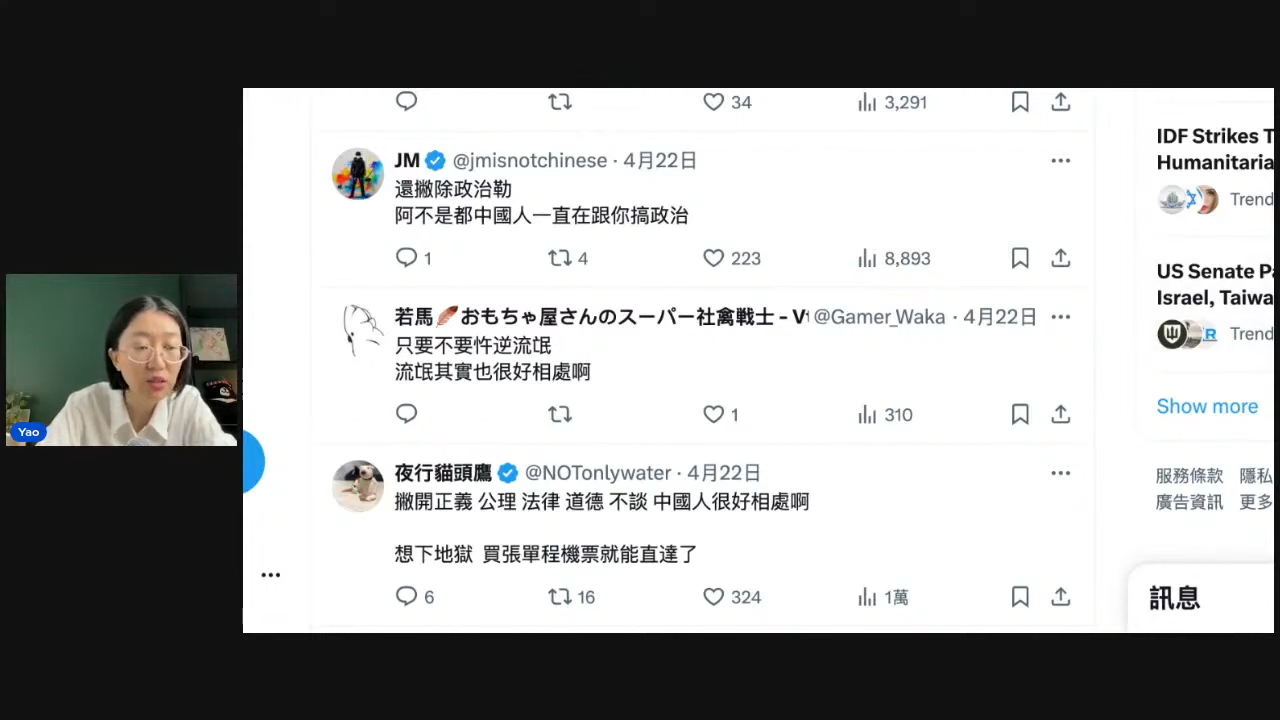 34 3,291
JM @jmisnotchinese · 4月22日
還撇除政治勒
阿不是都中國人一直在跟你搞政治
1 4 223 8,893
若馬🪶おもちゃ屋さんのスーパー社禽戦士 - V @Gamer_Waka · 4月22日
只要不要忤逆流氓
流氓其實也很好相處啊
1 310
夜行貓頭鷹 @NOTonlywater · 4月22日
撇開正義 公理 法律 道德 不談 中國人很好相處啊
想下地獄 買張單程機票就能直達了
6 16 324 1萬
IDF Strikes T
Humanitaria
Trend
US Senate P
Israel, Taiwa
Trend
Show more
服務條款 隱私
廣告資訊 更多
訊息
Yao